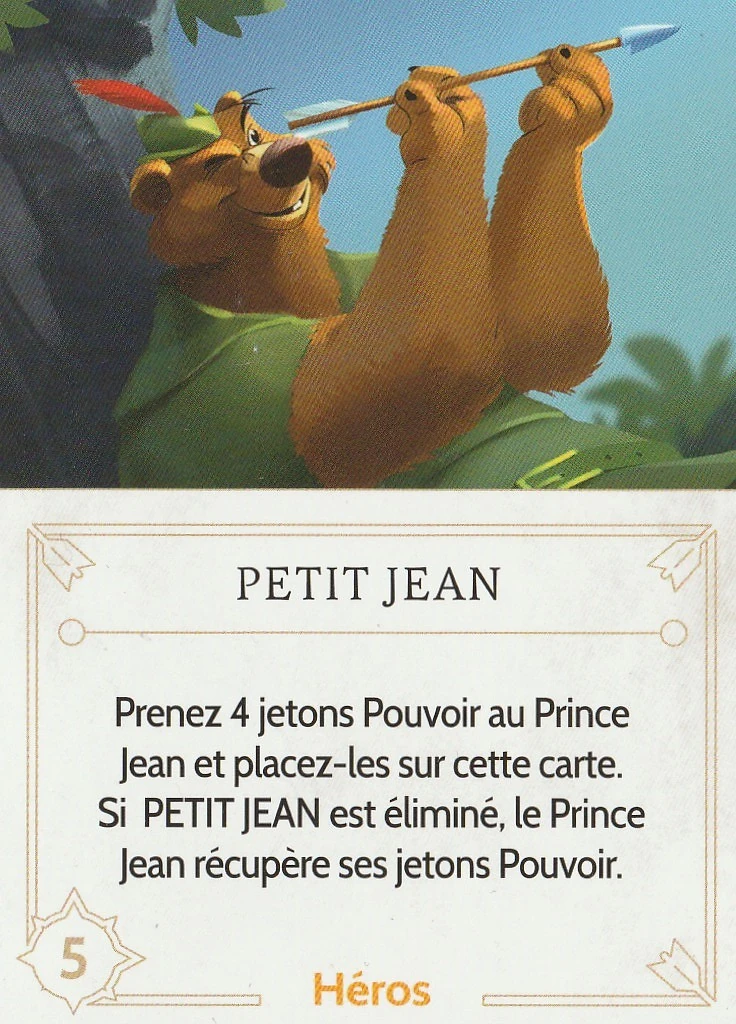 PETIT JEAN
Prenez 4 jetons Pouvoir au Prince
Jean et placez-les sur cette carte.
Si PETIT JEAN est éliminé, le Prince
Jean récupère ses jetons Pouvoir.
5
Héros